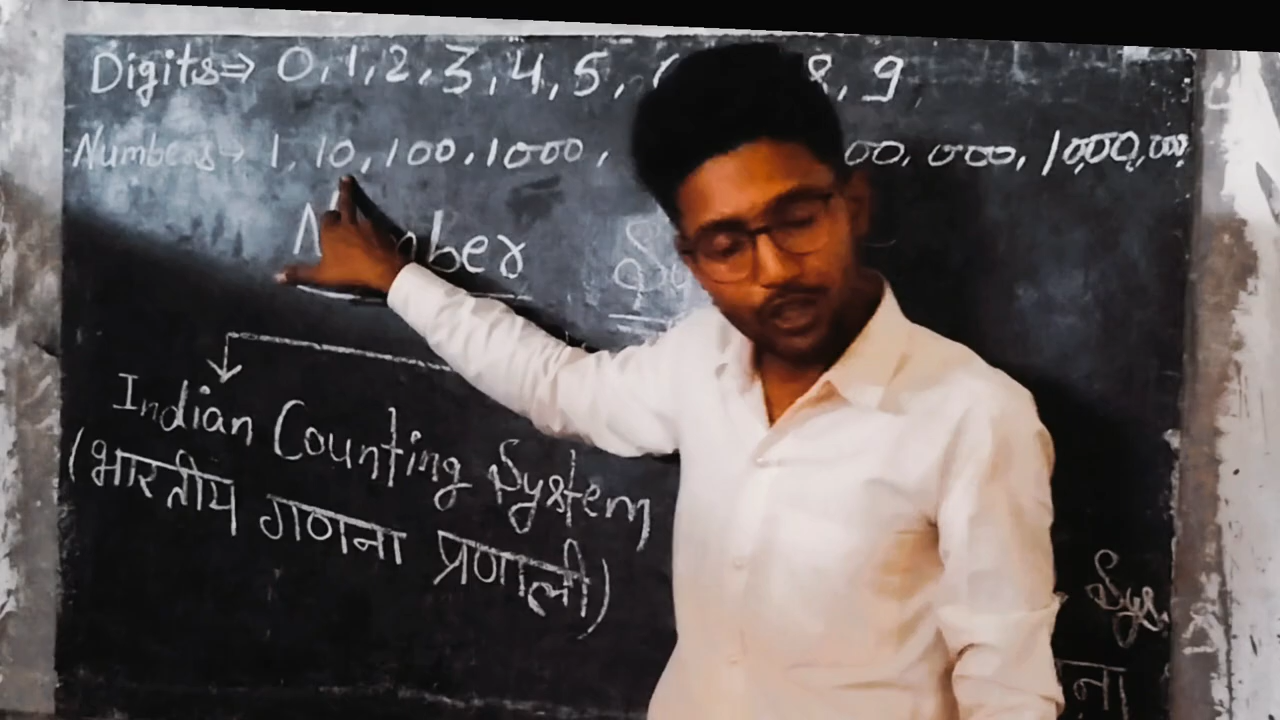 Digits⇒ 0, 1, 2, 3, 4, 5, 8, 9
Numbers→ 1, 10, 100, 1000, 00, 000, 1000,000
Number
Indian Counting System
(भारतीय गणना प्रणाली)